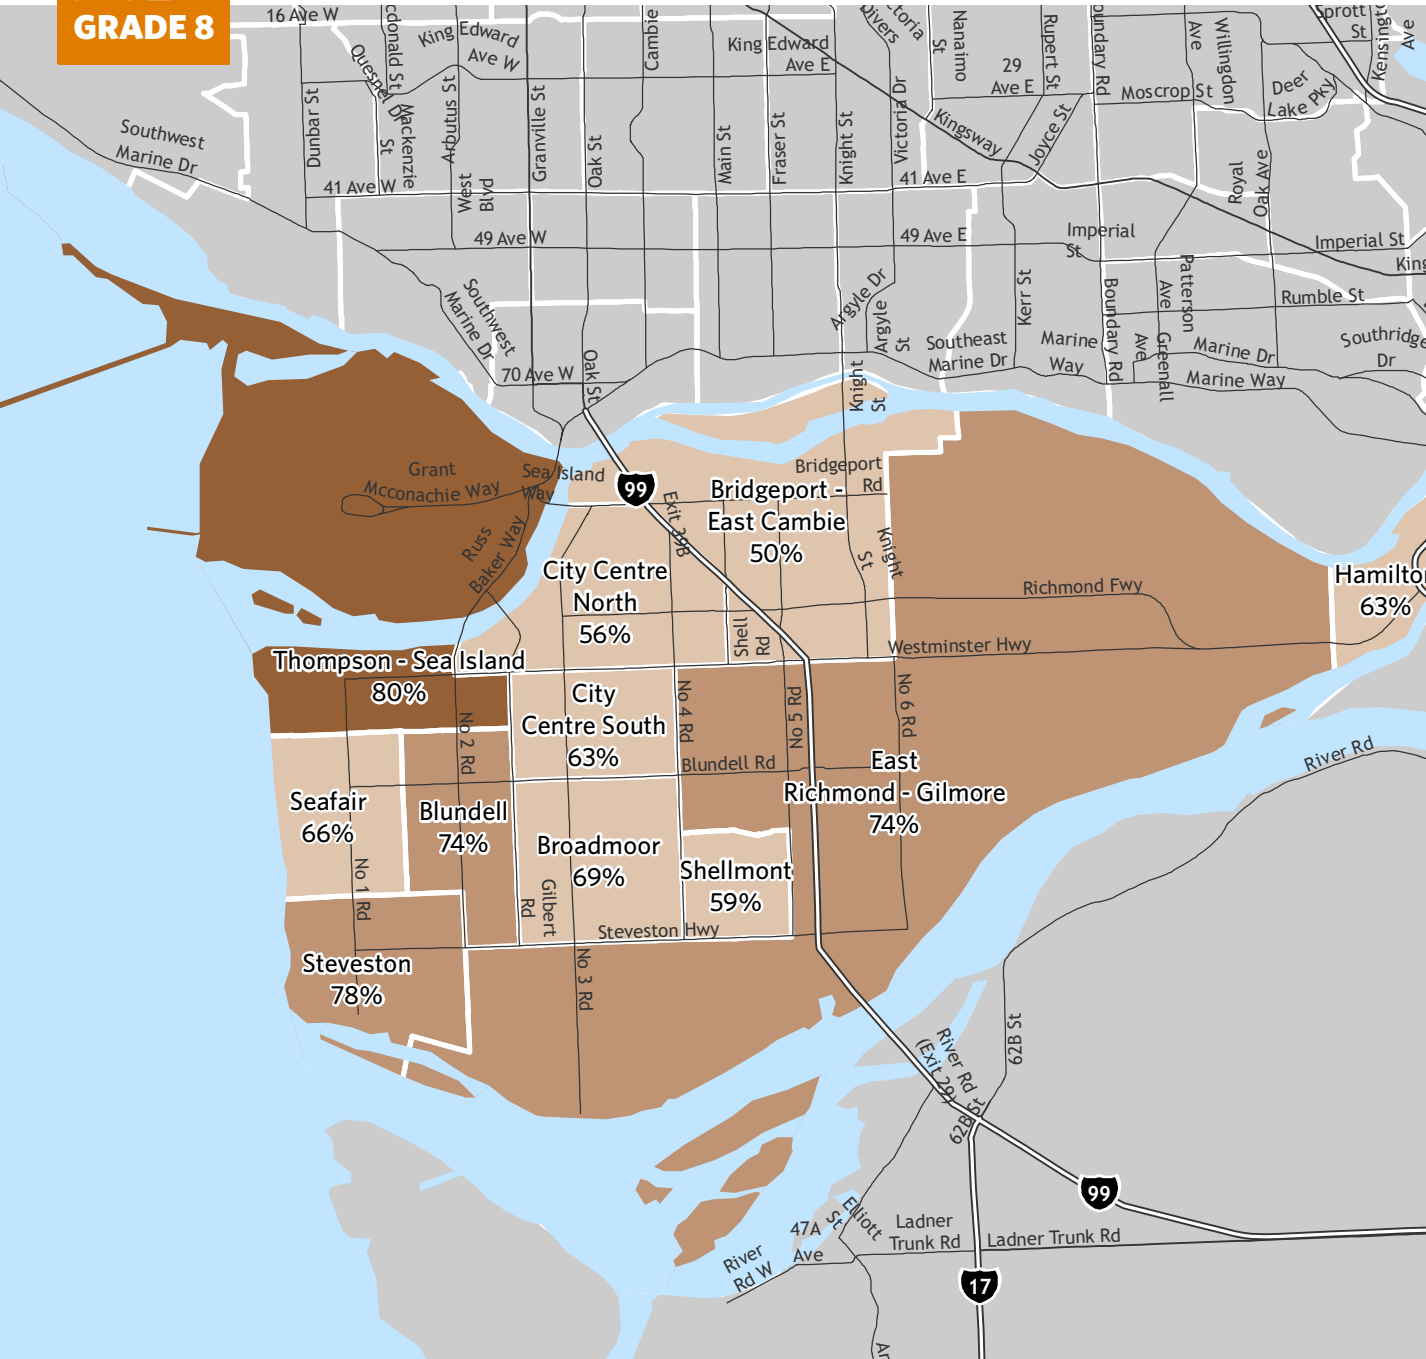 GRADE 8
16 Ave W
King Edward
Ave W
Quesnel Dr
Mackenzie
St
Dunbar St
Arbutus St
West
Blvd
Granville St
Oak St
Cambie
Main St
Fraser St
King Edward
Ave E
Knight St
Victoria Dr
Nanaimo
St
29
Ave E
Rupert St
Joyce St
Kingsway
Moscrop St
Willingdon
Ave
Deer
Lake Pky
Sprott
St
Royal
Oak Ave
Southwest
Marine Dr
41 Ave W
41 Ave E
49 Ave W
49 Ave E
Imperial
St
Imperial St
Rumble St
Patterson
Ave
Greenall
Ave
Boundary Rd
Kerr St
Argyle Dr
Argyle
St
Southeast
Marine Dr
Marine
Way
Marine Dr
Marine Way
Southridge
Dr
Southwest
Marine Dr
70 Ave W
Oak St
Knight
St
Grant
Mcconachie Way
Sea Island
Way
99
Exit 39B
Bridgeport
Rd
Bridgeport -
East Cambie
50%
Knight
St
Russ
Baker Way
City Centre
North
56%
Shell
Rd
Richmond Fwy
Westminster Hwy
Hamilto
63%
Thompson - Sea Island
80%
City
Centre South
63%
No 4 Rd
No 5 Rd
No 6 Rd
No 2 Rd
Blundell Rd
East
Richmond - Gilmore
74%
River Rd
Seafair
66%
Blundell
74%
Broadmoor
69%
Shellmont
59%
No 1 Rd
Gilbert
Rd
Steveston Hwy
Steveston
78%
No 3 Rd
River Rd
(Exit 29)
62B St
62B St
99
Elliott
St
47A
Ave
Ladner
Trunk Rd
Ladner Trunk Rd
River
Rd W
17